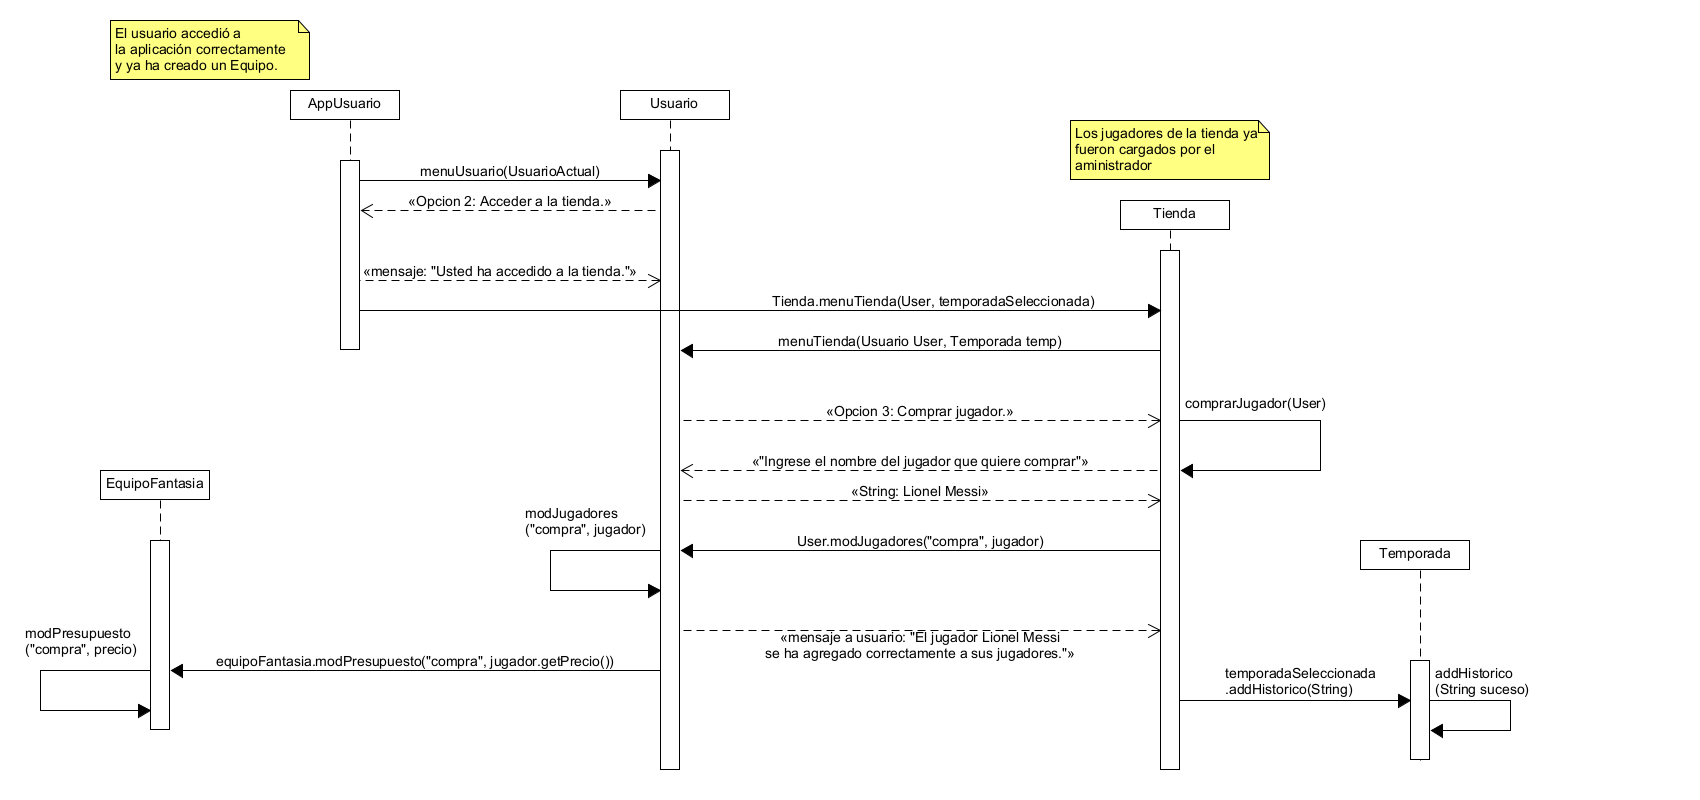 El usuario accedió a
la aplicación correctamente
y ya ha creado un Equipo.
AppUsuario
Usuario
Los jugadores de la tienda ya
fueron cargados por el
aministrador
menuUsuario(UsuarioActual)
«Opcion 2: Acceder a la tienda.»
Tienda
«mensaje: "Usted ha accedido a la tienda."»
Tienda.menuTienda(User, temporadaSeleccionada)
menuTienda(Usuario User, Temporada temp)
«Opcion 3: Comprar jugador.»
comprarJugador(User)
«"Ingrese el nombre del jugador que quiere comprar"»
EquipoFantasia
«String: Lionel Messi»
modJugadores
("compra", jugador)
User.modJugadores("compra", jugador)
Temporada
modPresupuesto
("compra", precio)
«mensaje a usuario: "El jugador Lionel Messi
se ha agregado correctamente a sus jugadores."»
equipoFantasia.modPresupuesto("compra", jugador.getPrecio())
temporadaSeleccionada
.addHistorico(String)
addHistorico
(String suceso)